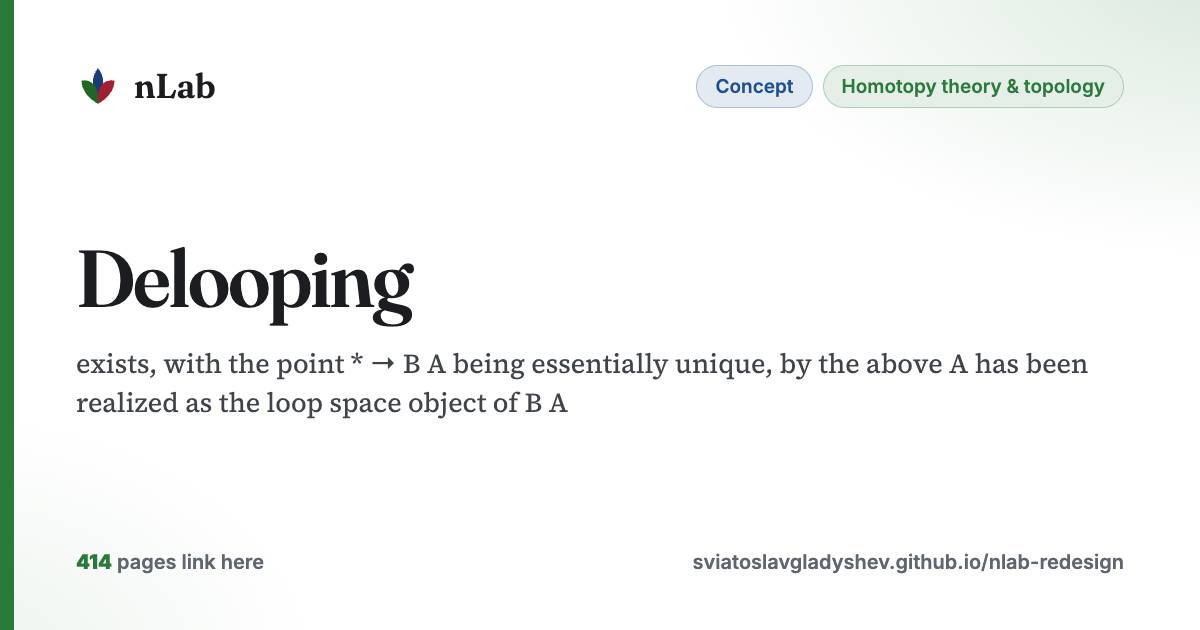 nLab
Concept
Homotopy theory & topology
Delooping
exists, with the point * → B A being essentially unique, by the above A has been
realized as the loop space object of B A
414 pages link here
sviatoslavgladyshev.github.io/nlab-redesign